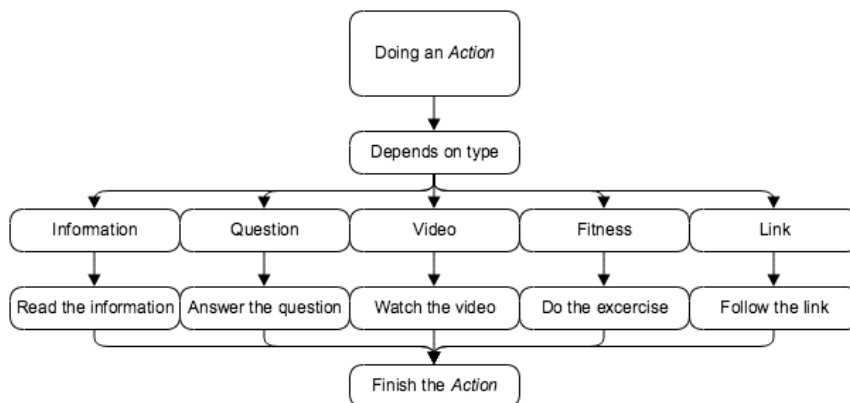 Doing an Action
Depends on type
Information
Question
Video
Fitness
Link
Read the information
Answer the question
Watch the video
Do the excercise
Follow the link
Finish the Action